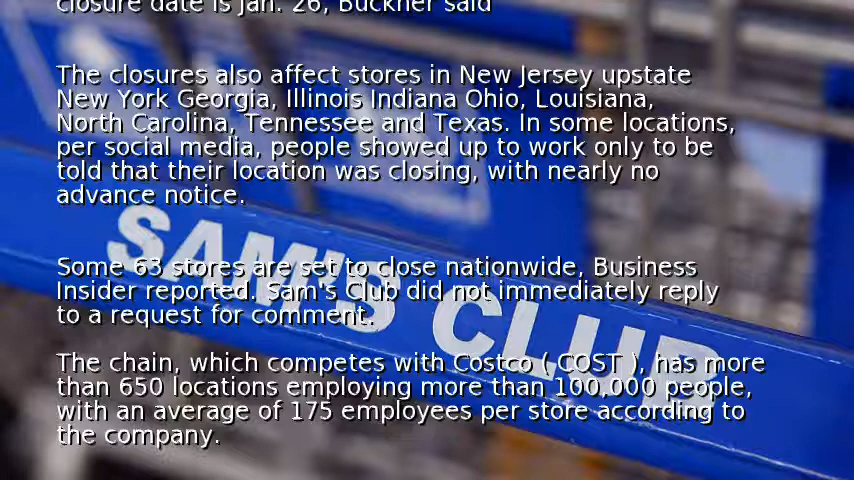 closure date is Jan. 26, Buckner said
The closures also affect stores in New Jersey upstate
New York Georgia, Illinois Indiana Ohio, Louisiana,
North Carolina, Tennessee and Texas. In some locations,
per social media, people showed up to work only to be
told that their location was closing, with nearly no
advance notice.
Some 63 stores are set to close nationwide, Business
Insider reported. Sam's Club did not immediately reply
to a request for comment.
The chain, which competes with Costco ( COST ), has more
than 650 locations employing more than 100,000 people,
with an average of 175 employees per store according to
the company.
SAM'S CLUB